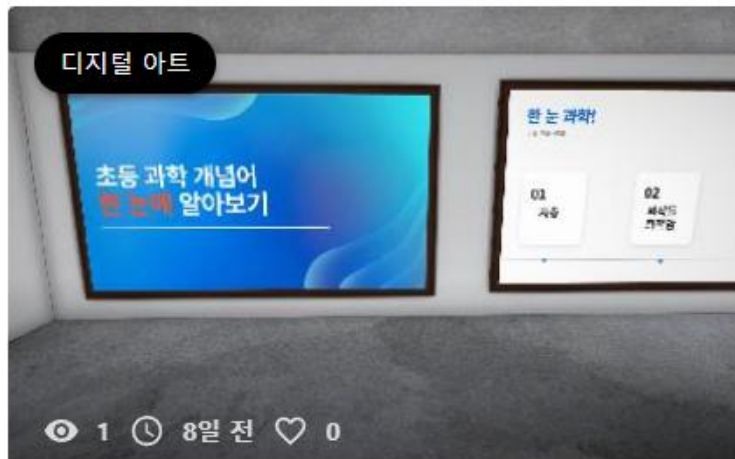 디지털 아트
초등 과학 개념어
한 눈에 알아보기
한 눈 과학!
01
02
1
8일 전
0